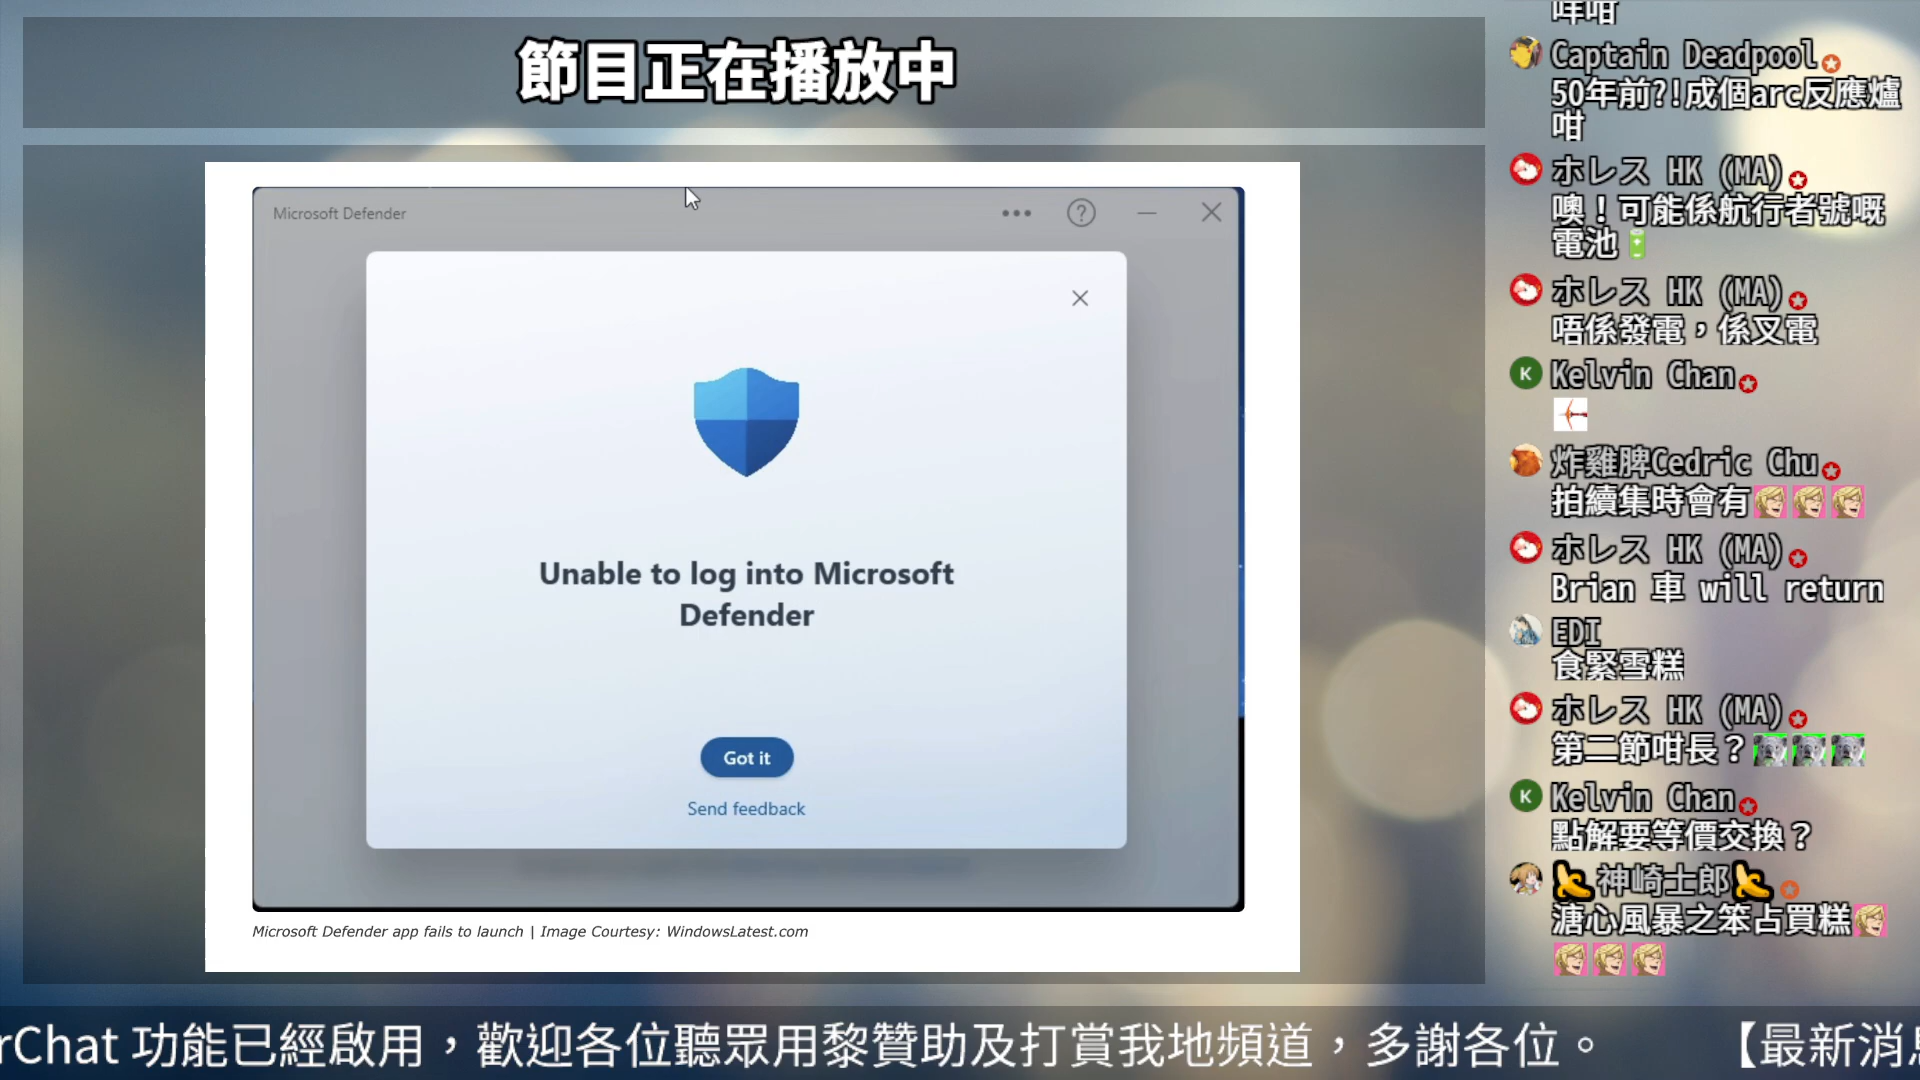 節目正在播放中
Microsoft Defender
Unable to log into Microsoft
Defender
Got it
Send feedback
Microsoft Defender app fails to launch | Image Courtesy: WindowsLatest.com
咩咁
Captain Deadpool
50年前?!成個arc反應爐
咁
ホレス HK (MA)
噢！可能係航行者號嘅
電池
ホレス HK (MA)
唔係發電，係叉電
K
Kelvin Chan
炸雞脾Cedric Chu
拍續集時會有
ホレス HK (MA)
Brian 車 will return
EDI
食緊雪糕
ホレス HK (MA)
第二節咁長？
K
Kelvin Chan
點解要等價交換？
神崎士郎
溏心風暴之笨占買糕
rChat 功能已經啟用，歡迎各位聽眾用黎贊助及打賞我地頻道，多謝各位。
【最新消息